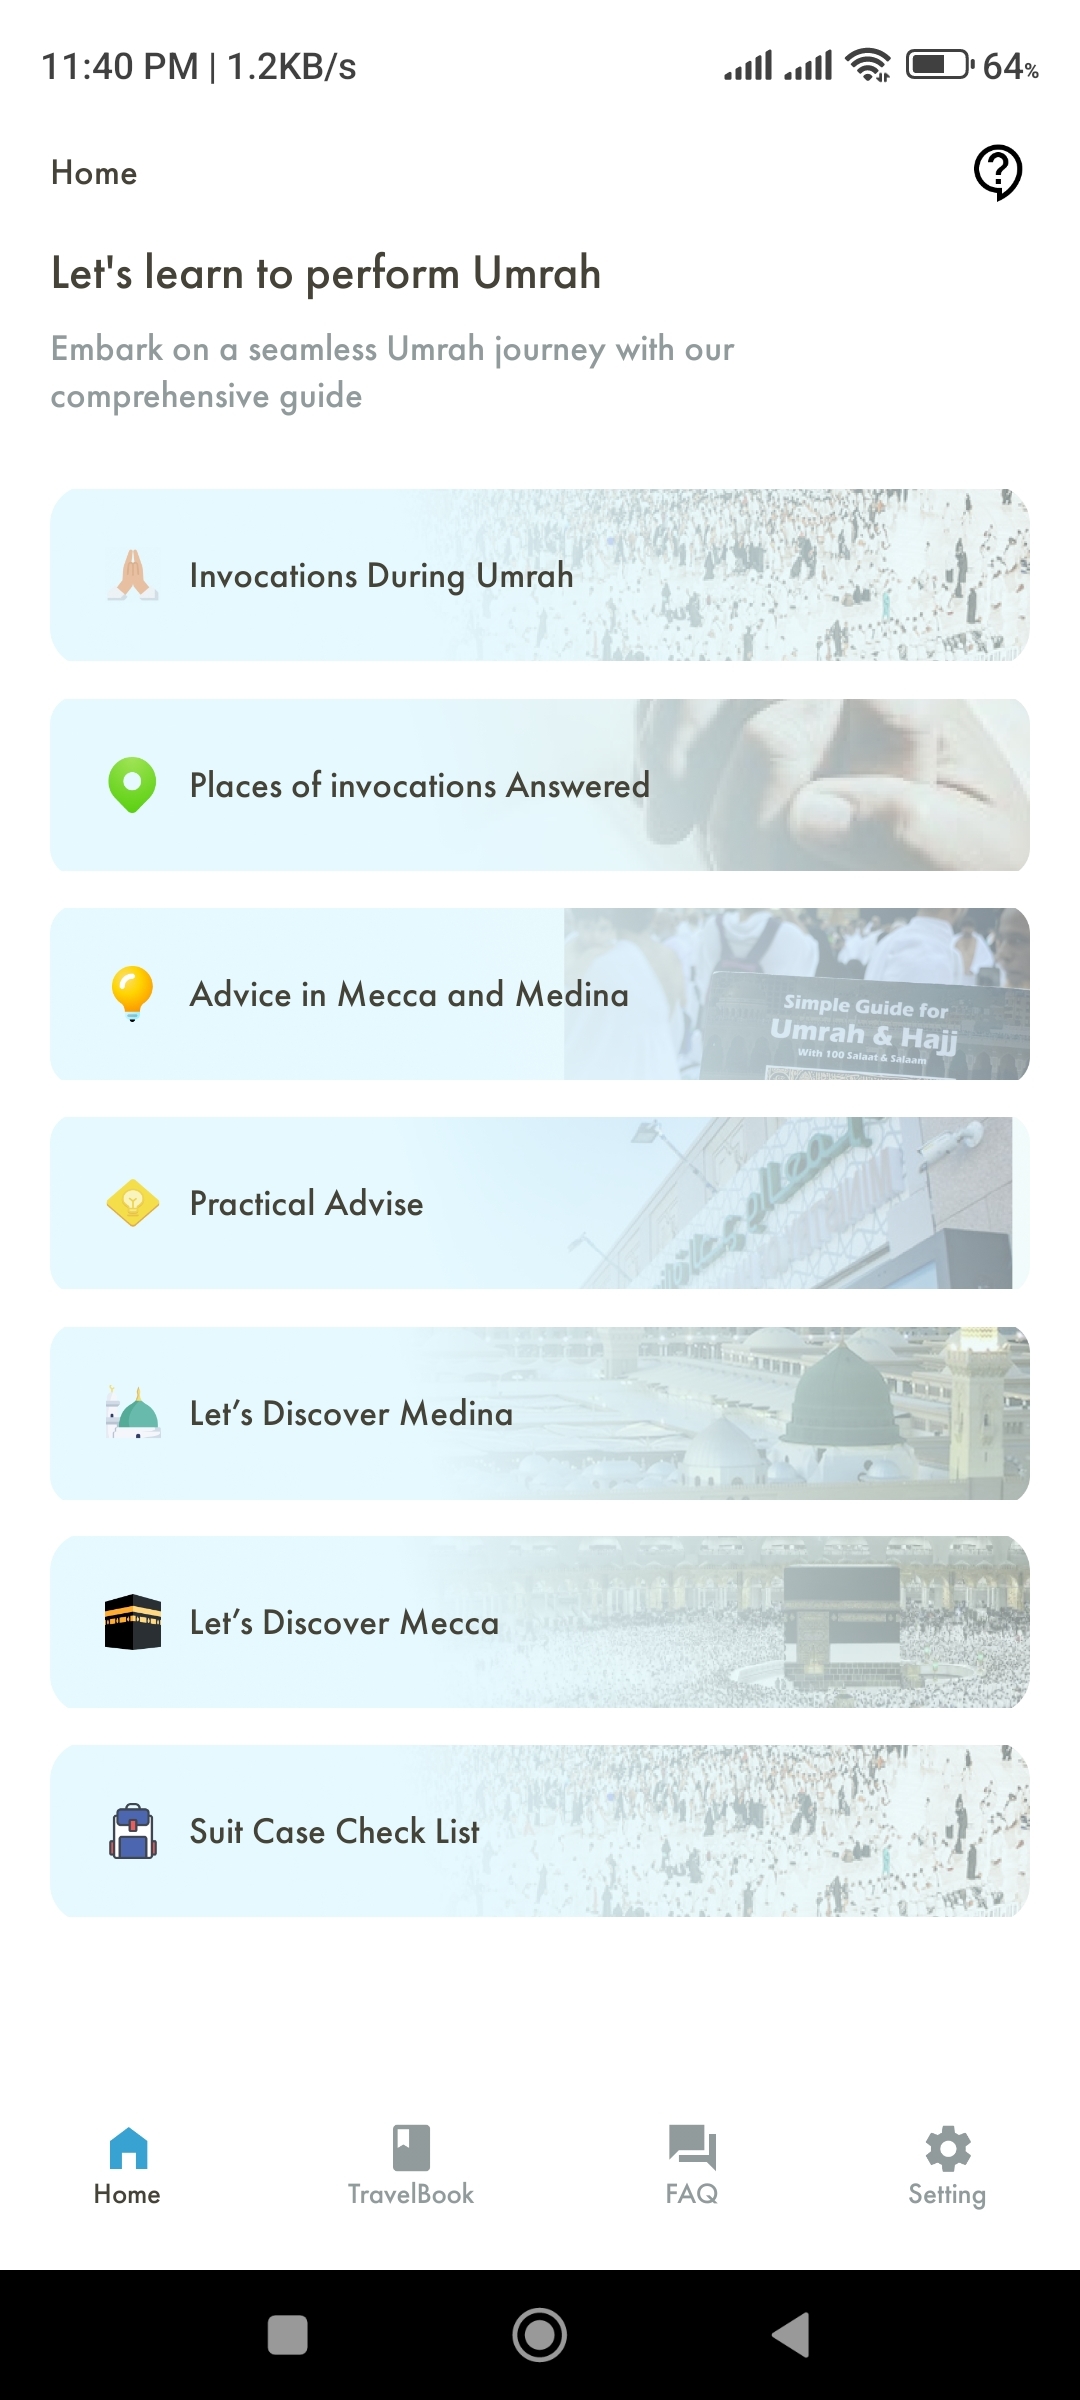 11:40 PM | 1.2KB/s
64%
Home
Let's learn to perform Umrah
Embark on a seamless Umrah journey with our
comprehensive guide
Invocations During Umrah
Places of invocations Answered
Advice in Mecca and Medina
Simple Guide for
Umrah & Hajj
With 100 Salaat & Salaam
Practical Advise
Let’s Discover Medina
Let’s Discover Mecca
Suit Case Check List
Home
TravelBook
FAQ
Setting